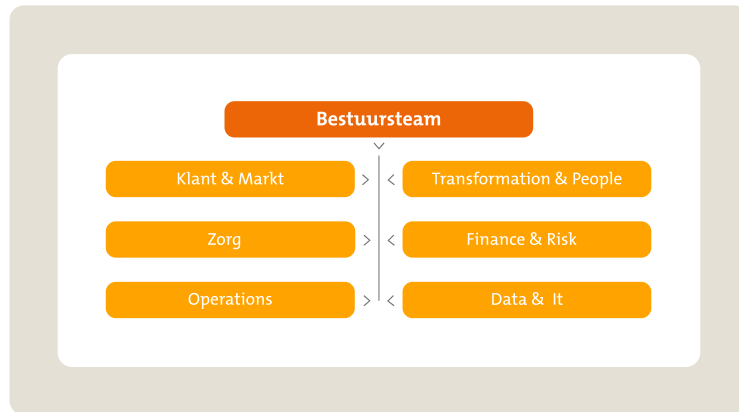 Bestuursteam
Klant & Markt
Transformation & People
Zorg
Finance & Risk
Operations
Data & It